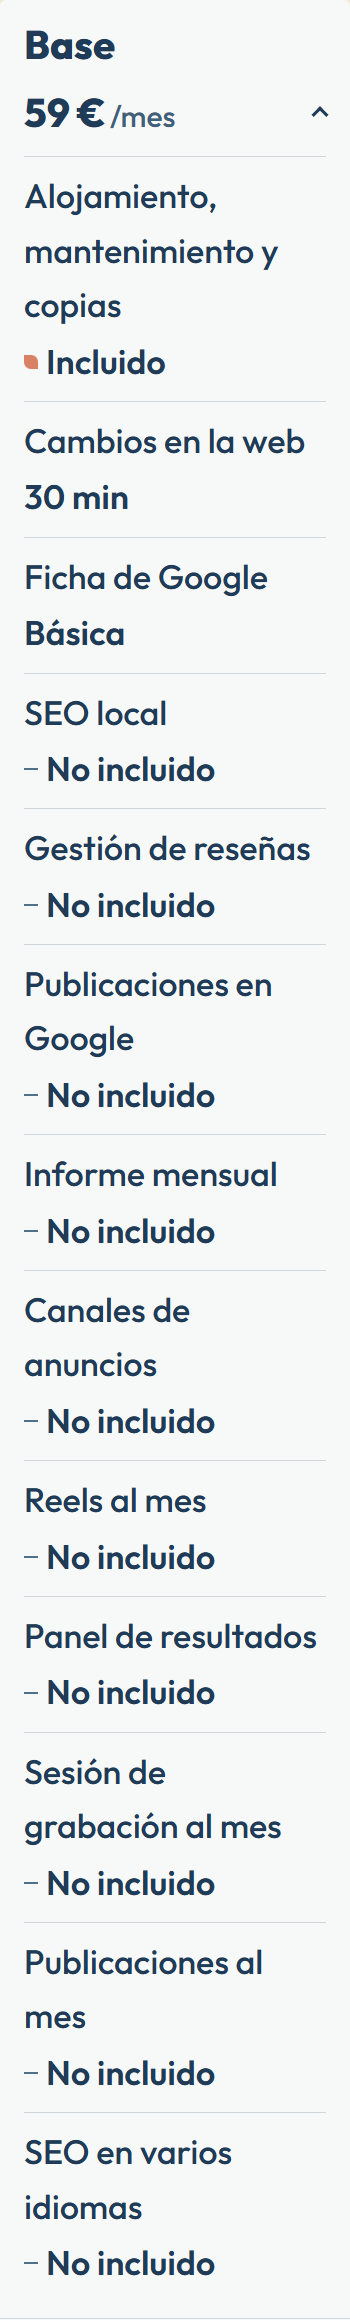 Base
59 € /mes
Alojamiento,
mantenimiento y
copias
Incluido
Cambios en la web
30 min
Ficha de Google
Básica
SEO local
– No incluido
Gestión de reseñas
– No incluido
Publicaciones en
Google
– No incluido
Informe mensual
– No incluido
Canales de
anuncios
– No incluido
Reels al mes
– No incluido
Panel de resultados
– No incluido
Sesión de
grabación al mes
– No incluido
Publicaciones al
mes
– No incluido
SEO en varios
idiomas
– No incluido